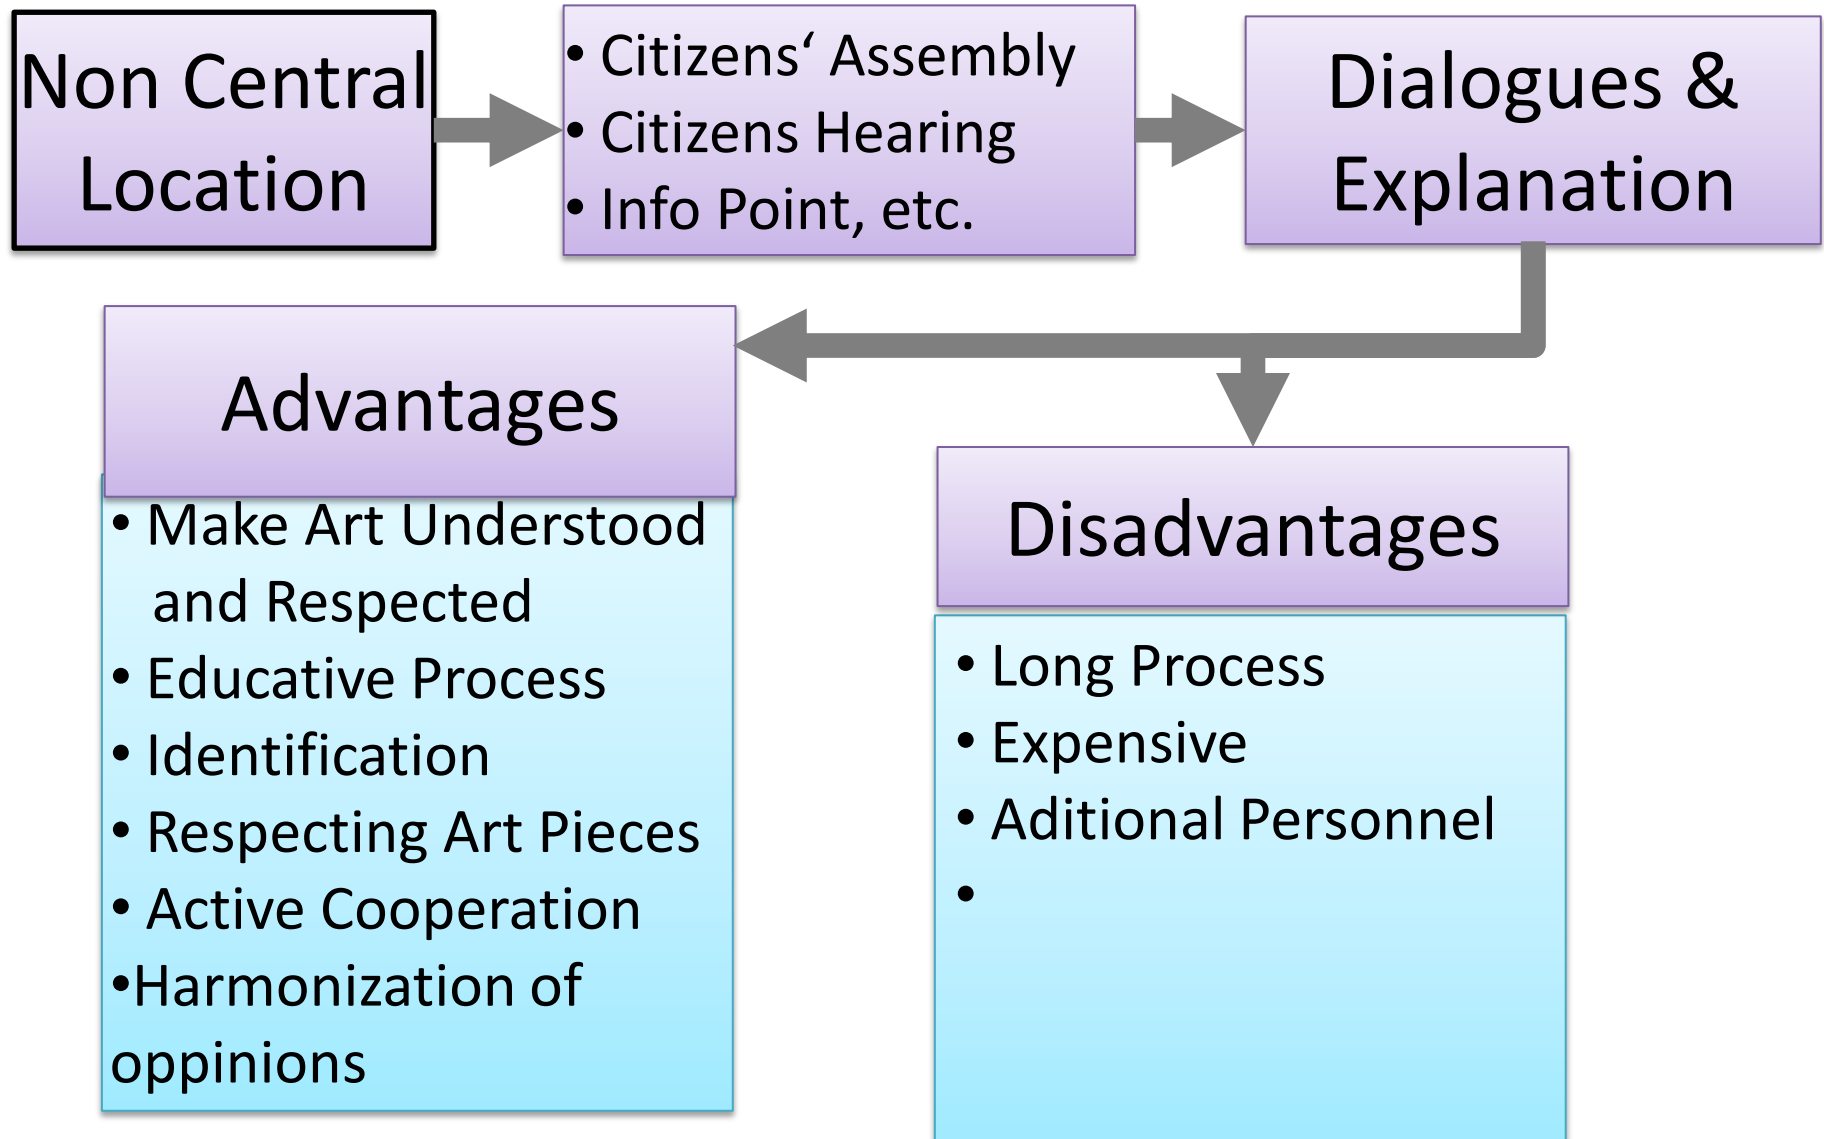 Non Central
Location
• Citizens‘ Assembly
• Citizens Hearing
• Info Point, etc.
Dialogues &
Explanation
Advantages
• Make Art Understood
and Respected
• Educative Process
• Identification
• Respecting Art Pieces
• Active Cooperation
•Harmonization of
oppinions
Disadvantages
• Long Process
• Expensive
• Aditional Personnel
•